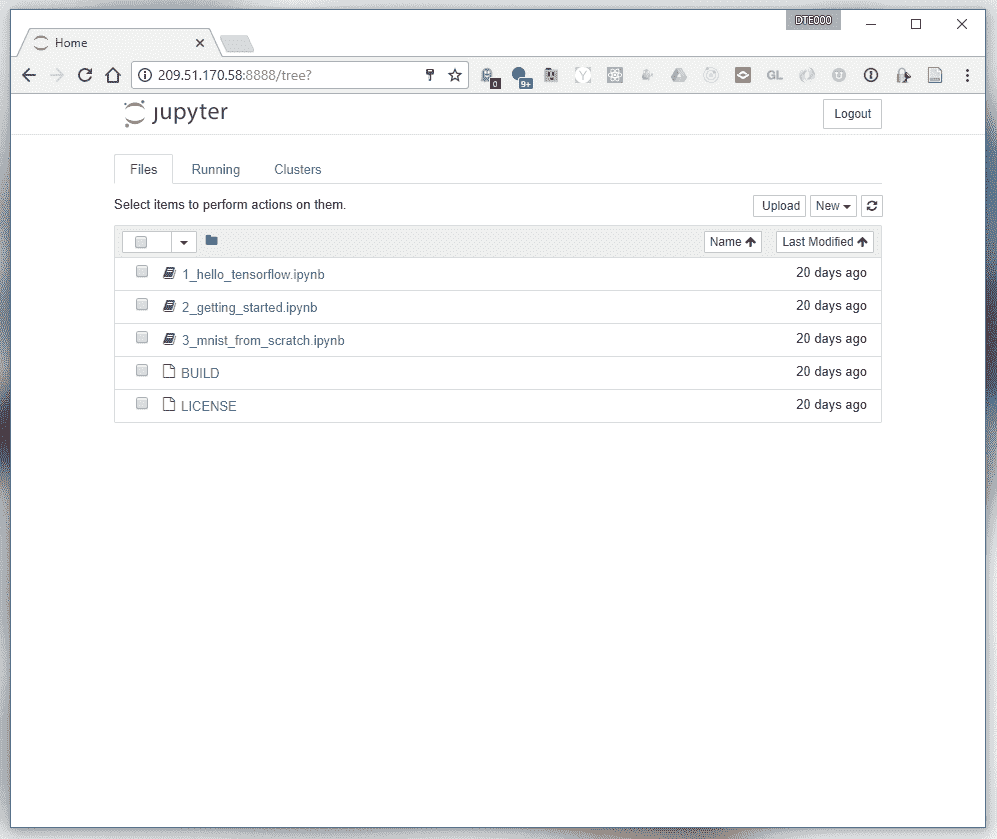 DTE000
Home
209.51.170.58:8888/tree?
0
9+
Y
GL
U
jupyter
Logout
Files Running Clusters
Select items to perform actions on them.
Upload New
Name Last Modified
1_hello_tensorflow.ipynb 20 days ago
2_getting_started.ipynb 20 days ago
3_mnist_from_scratch.ipynb 20 days ago
BUILD 20 days ago
LICENSE 20 days ago